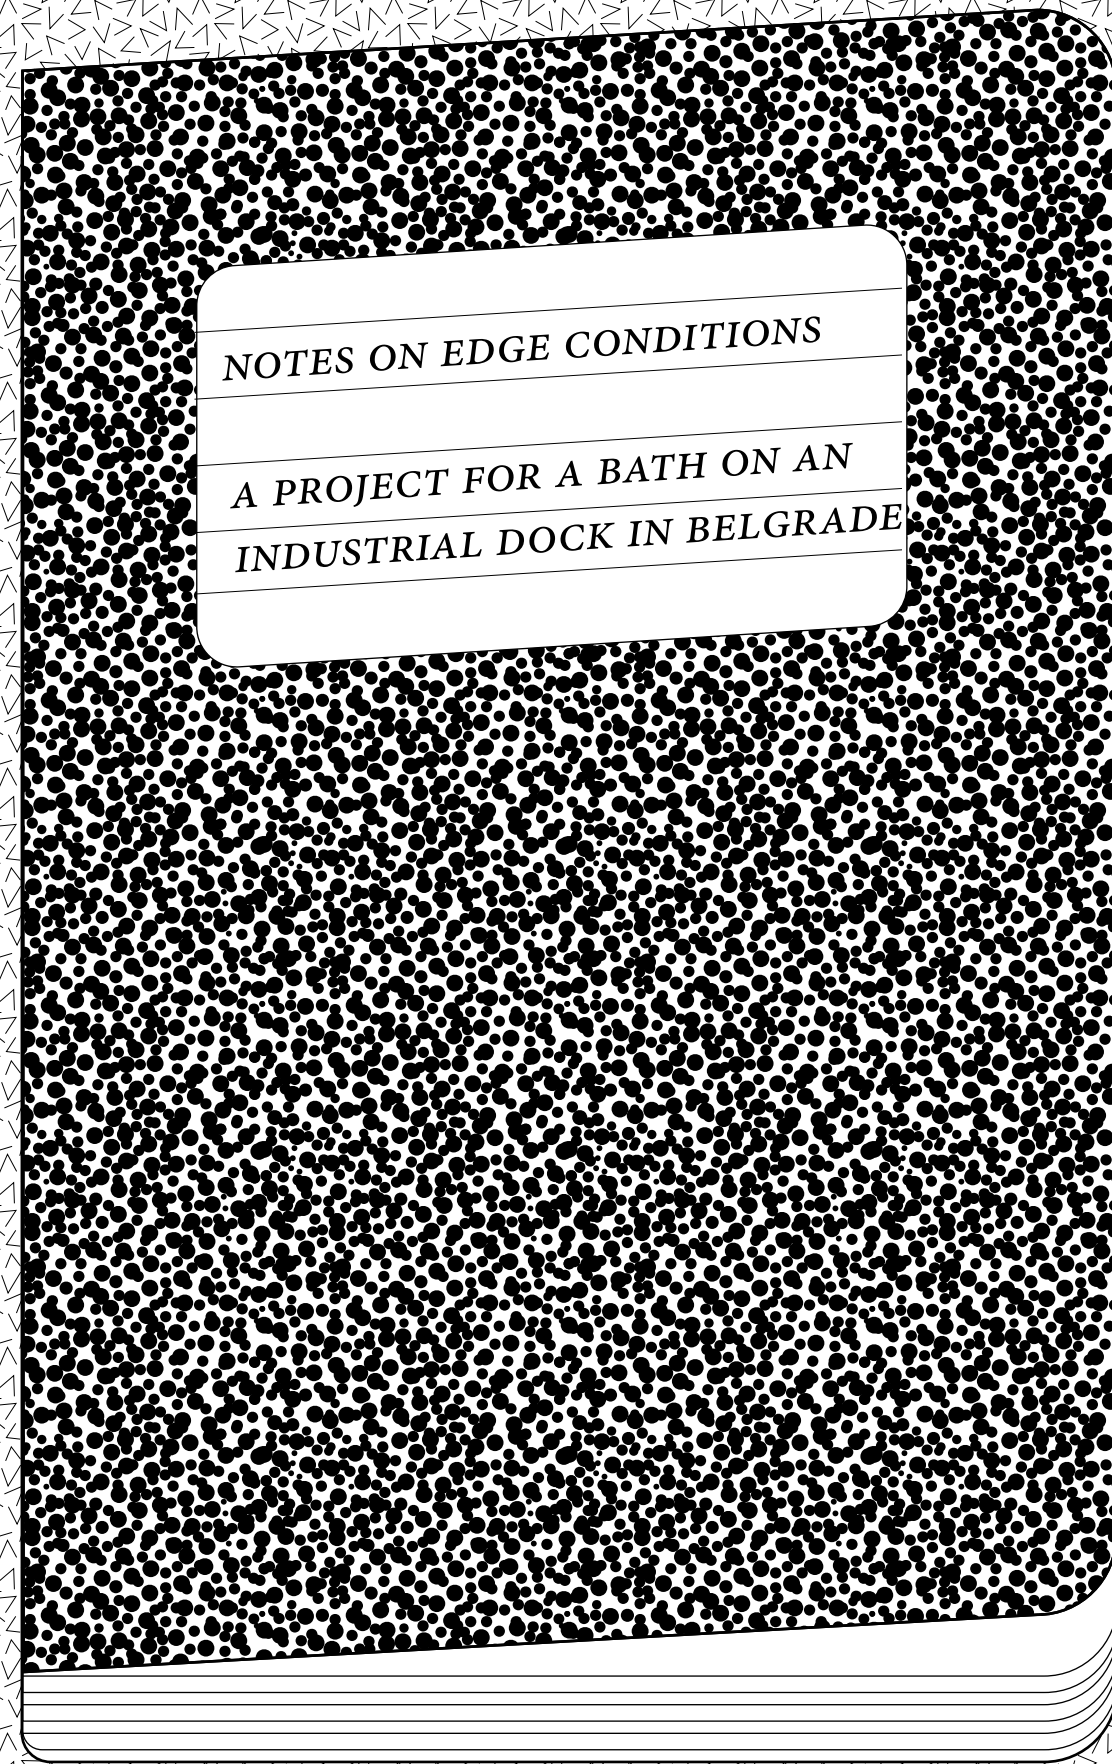 NOTES ON EDGE CONDITIONS
A PROJECT FOR A BATH ON AN
INDUSTRIAL DOCK IN BELGRADE